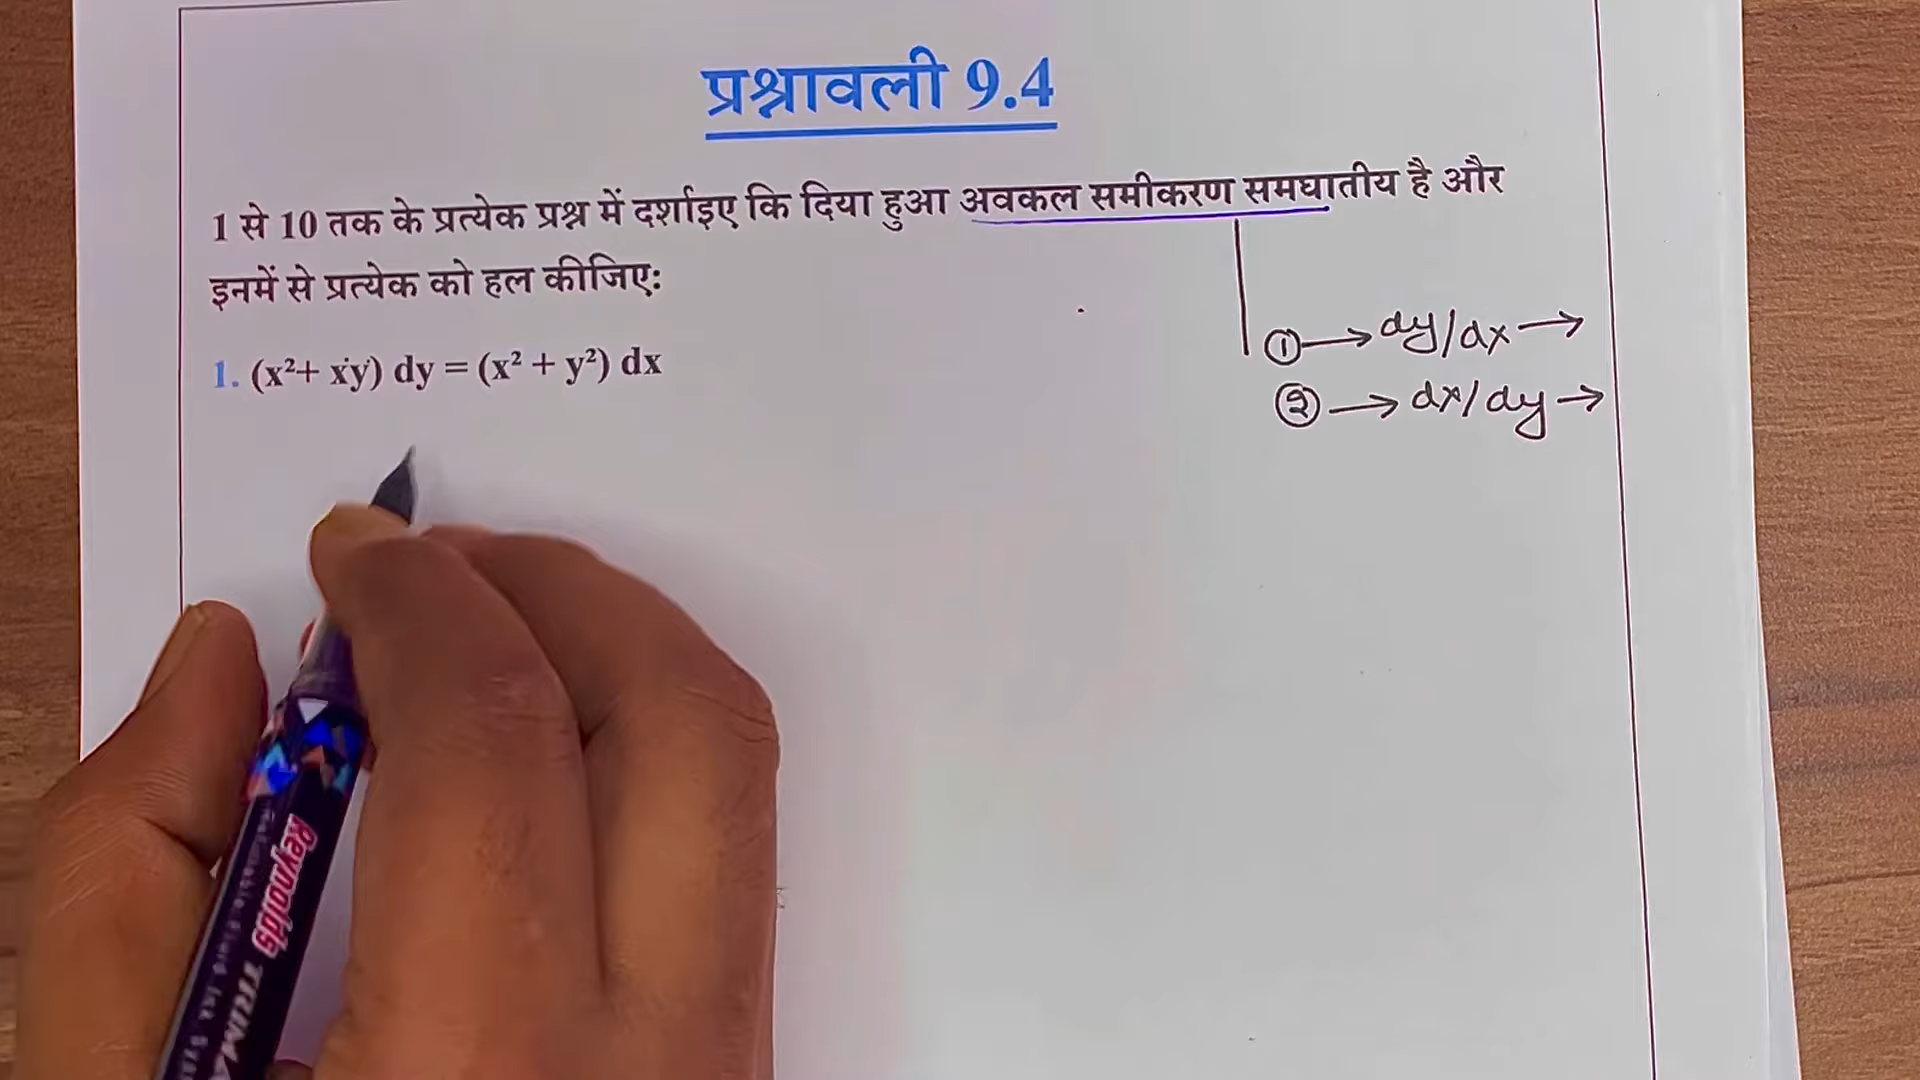 प्रश्नावली 9.4
1 से 10 तक के प्रत्येक प्रश्न में दर्शाइए कि दिया हुआ अवकल समीकरण समघातीय है और
इनमें से प्रत्येक को हल कीजिए:
1. (x²+ xy) dy = (x² + y²) dx
① → dy/dx →
② → dx/dy →
Reynolds